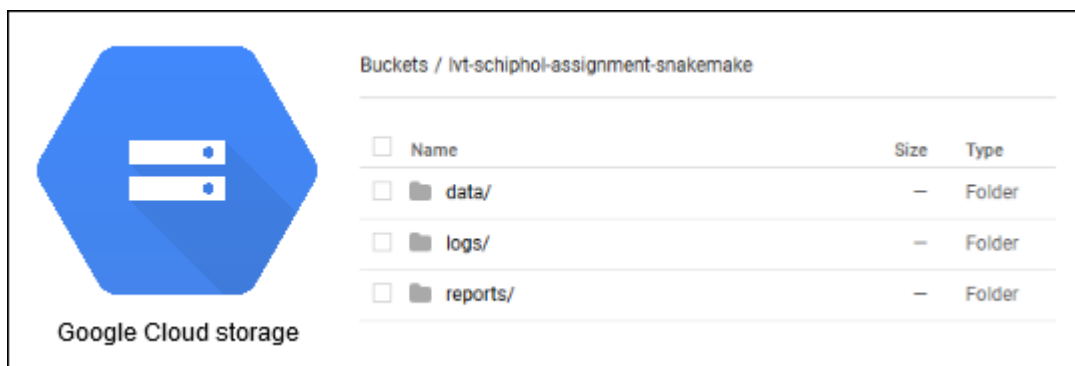 Buckets / lvt-schiphol-assignment-snakemake
Name Size Type
data/ — Folder
logs/ — Folder
reports/ — Folder
Google Cloud storage